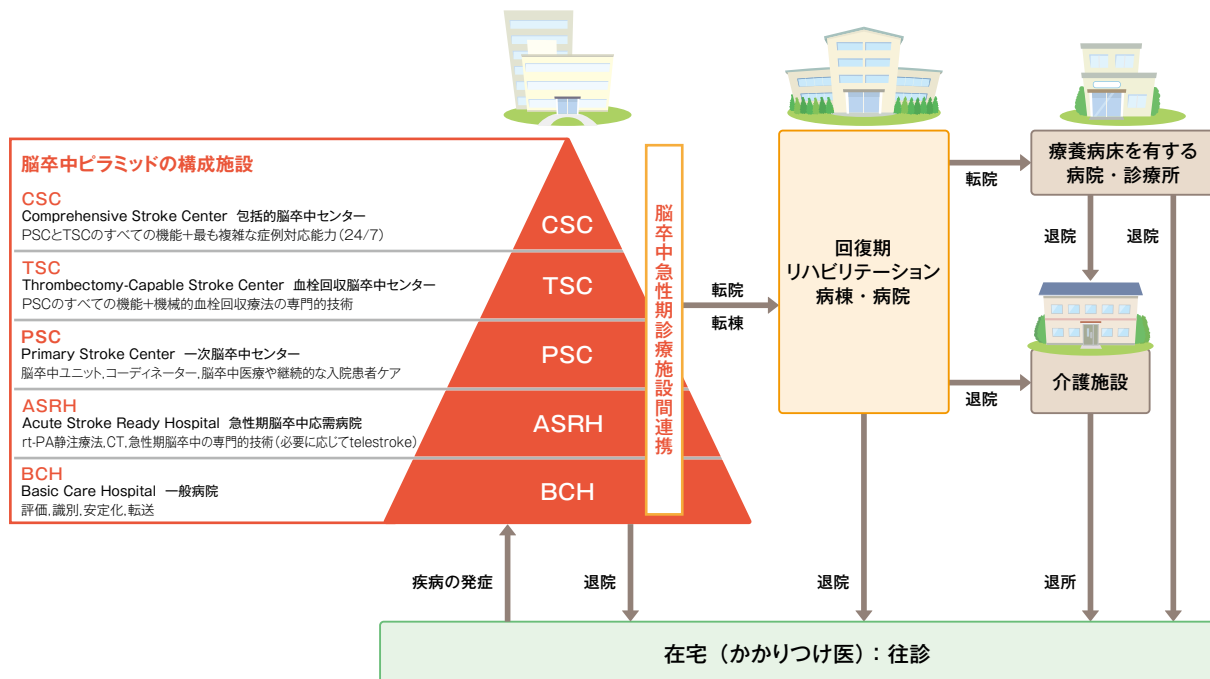 脳卒中ピラミッドの構成施設
CSC
Comprehensive Stroke Center 包括的脳卒中センター
PSCとTSCのすべての機能＋最も複雑な症例対応能力（24/7）
TSC
Thrombectomy-Capable Stroke Center 血栓回収脳卒中センター
PSCのすべての機能＋機械的血栓回収療法の専門的技術
PSC
Primary Stroke Center 一次脳卒中センター
脳卒中ユニット，コーディネーター，脳卒中医療や継続的な入院患者ケア
ASRH
Acute Stroke Ready Hospital 急性期脳卒中応需病院
rt-PA静注療法，CT，急性期脳卒中の専門的技術（必要に応じてtelestroke）
BCH
Basic Care Hospital 一般病院
評価，識別，安定化，転送
CSC
TSC
PSC
ASRH
BCH
脳卒中急性期診療施設間連携
転院
転棟
回復期
リハビリテーション
病棟・病院
転院
療養病床を有する
病院・診療所
退院
退院
退院
介護施設
疾病の発症
退院
退院
退所
在宅（かかりつけ医）：往診